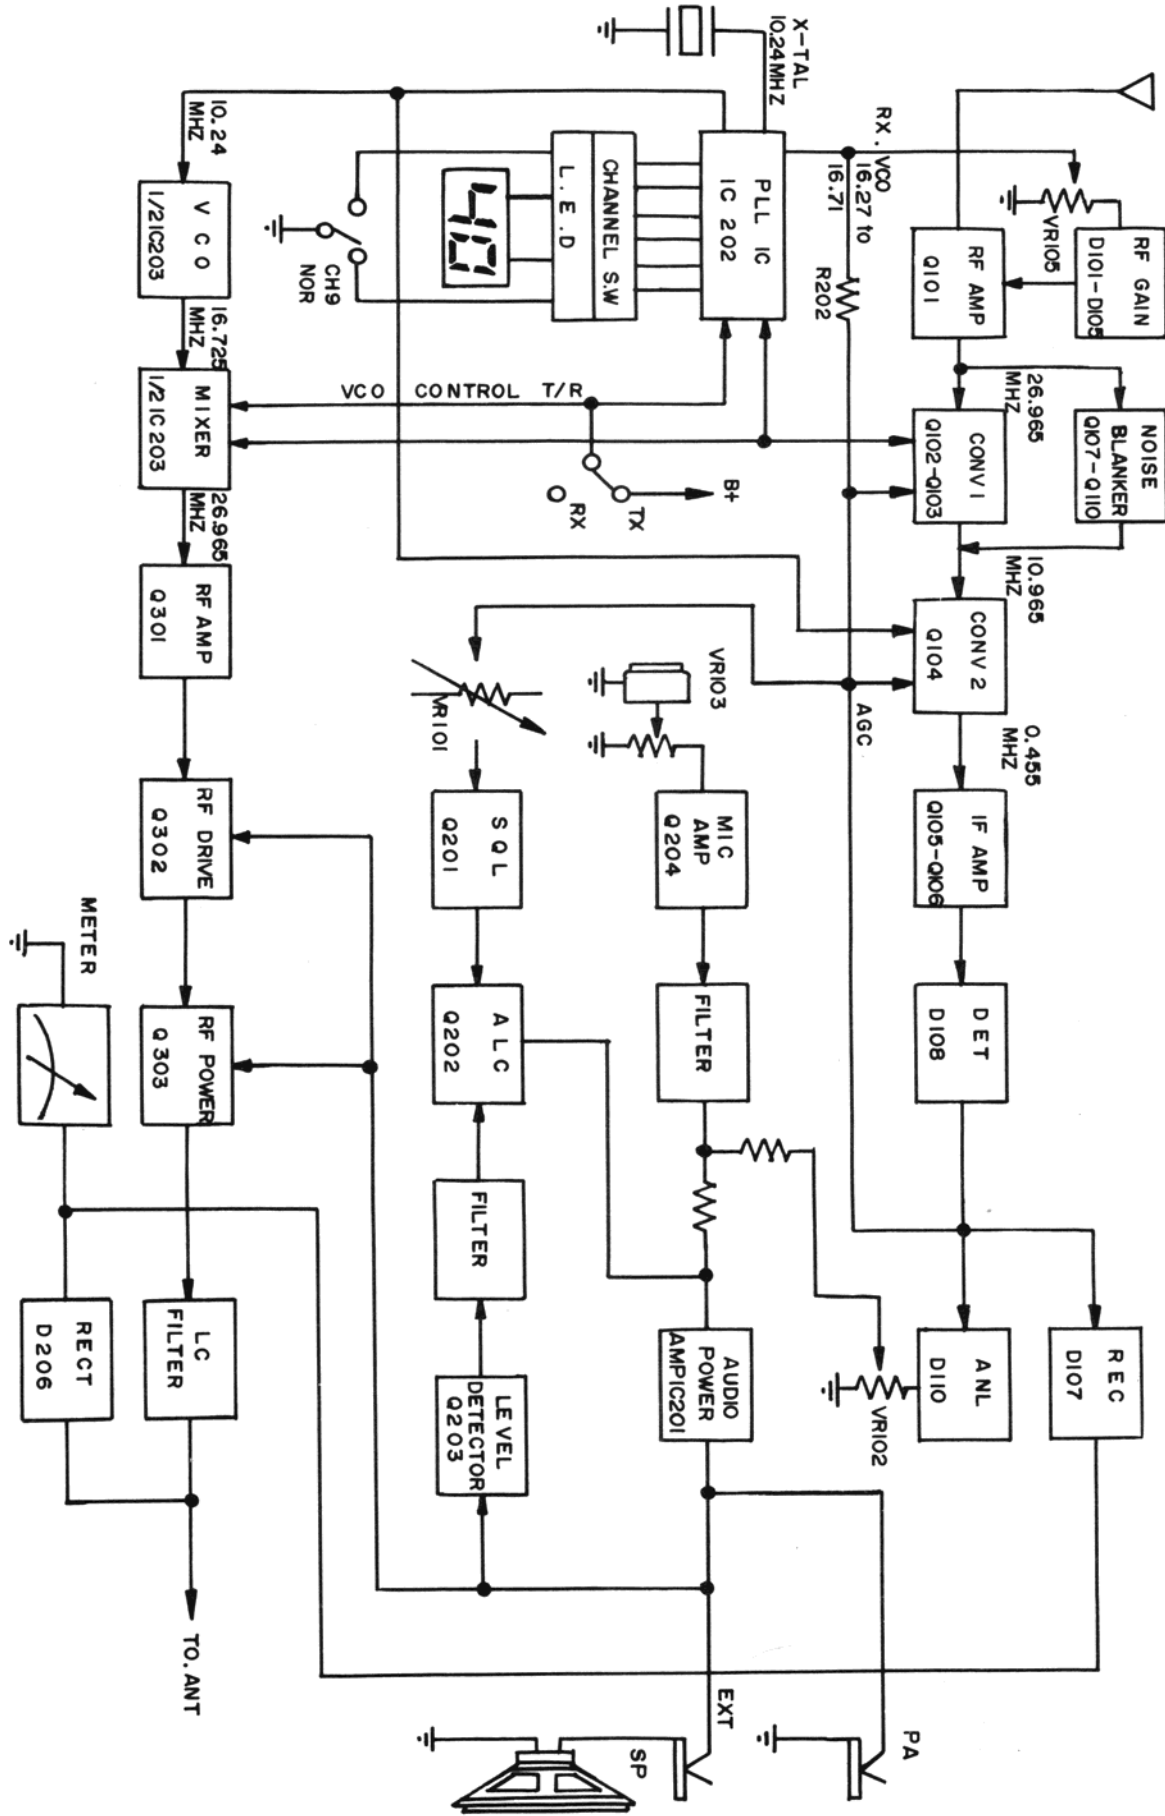 RF GAIN
D101-D105
VR105
RF AMP
Q101
26.965
MHZ
NOISE
BLANKER
Q107-Q110
CONV 1
Q102-Q103
10.965
MHZ
CONV 2
Q104
0.455
MHZ
IF AMP
Q105-Q106
DET
D108
REC
D107
ANL
D110
VR102
X-TAL
10.24MHZ
RX. VCO
16.27 to
16.71
R202
AGC
PLL IC
IC 202
CHANNEL S.W
L.E.D
40
CH9
NOR
VCO CONTROL T/R
B+
TX
RX
VR103
MIC
AMP
Q204
FILTER
AUDIO
POWER
AMPIC201
PA
EXT
SP
VR101
SQL
Q201
ALC
Q202
FILTER
LEVEL
DETECTOR
Q203
10.24
MHZ
VCO
1/2IC203
16.725
MHZ
MIXER
1/2IC203
26.965
MHZ
RF AMP
Q301
RF DRIVE
Q302
RF POWER
Q303
LC
FILTER
TO.ANT
METER
RECT
D206